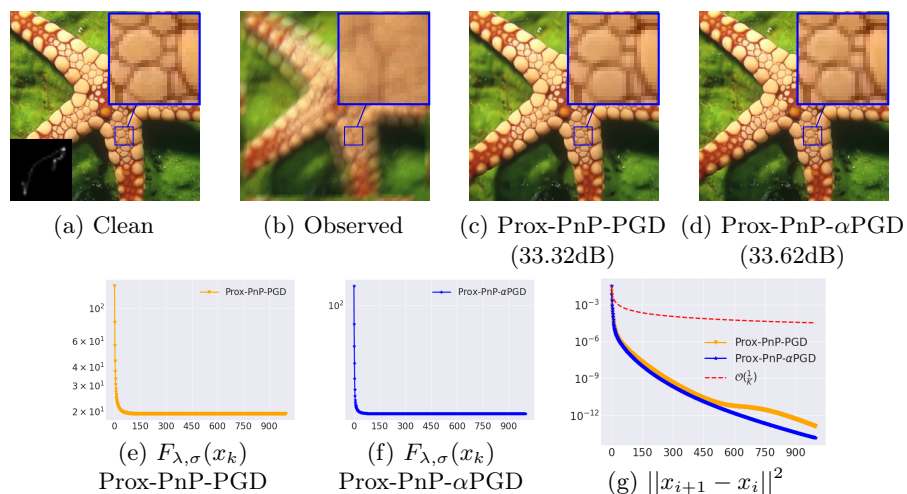 (a) Clean
(b) Observed
(c) Prox-PnP-PGD
(33.32dB)
(d) Prox-PnP-αPGD
(33.62dB)
Prox-PnP-PGD
10²
6 × 10¹
4 × 10¹
3 × 10¹
2 × 10¹
0 150 300 450 600 750 900
(e) F_{λ,σ}(x_k)
Prox-PnP-PGD
Prox-PnP-αPGD
10²
0 150 300 450 600 750 900
(f) F_{λ,σ}(x_k)
Prox-PnP-αPGD
10⁻³
10⁻⁶
10⁻⁹
10⁻¹²
Prox-PnP-PGD
Prox-PnP-αPGD
𝒪(1/K)
0 150 300 450 600 750 900
(g) ||x_{i+1} − x_i||²